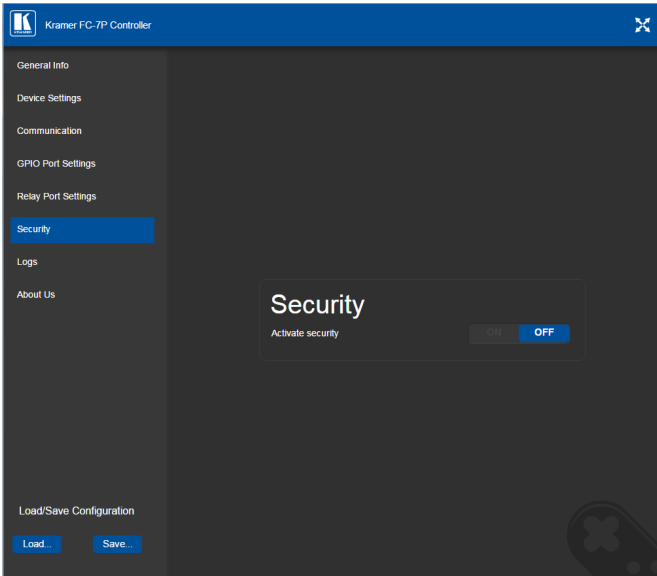 Kramer FC-7P Controller
General Info
Device Settings
Communication
GPIO Port Settings
Relay Port Settings
Security
Logs
About Us
Security
Activate security ON OFF
Load/Save Configuration
Load... Save...